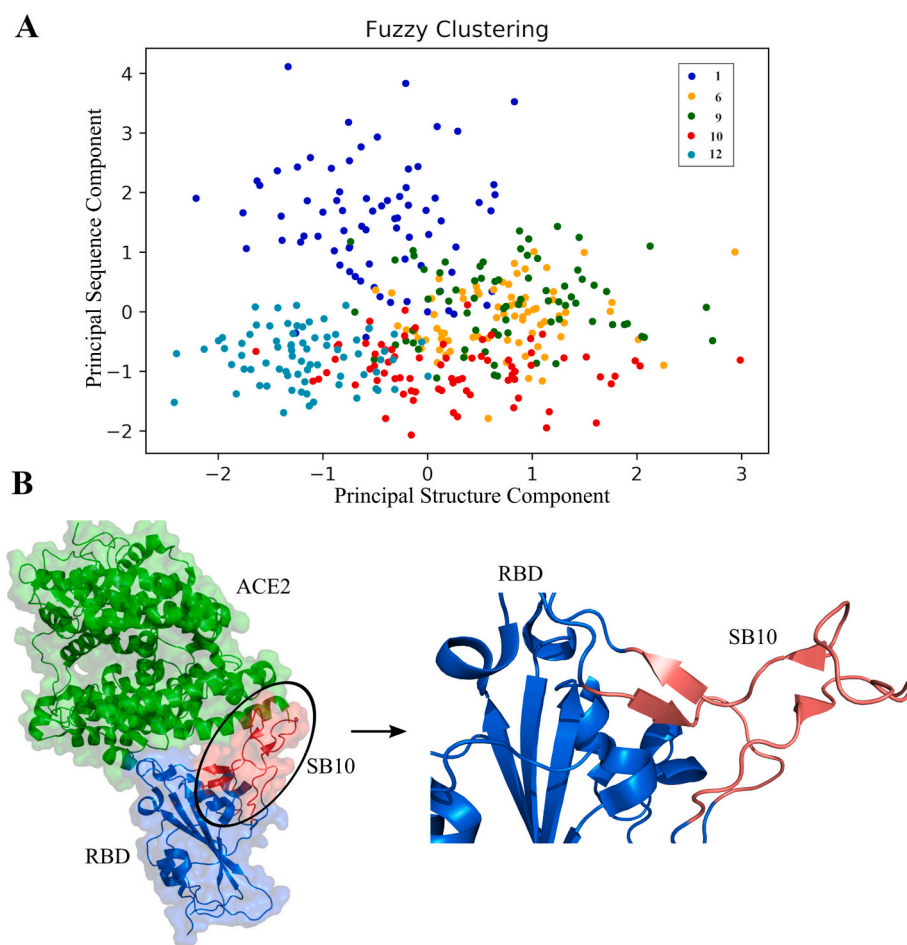 A
Fuzzy Clustering
Principal Sequence Component
4
3
2
1
0
−1
−2
1
6
9
10
12
−2
−1
0
1
2
3
Principal Structure Component
B
ACE2
SB10
RBD
RBD
SB10